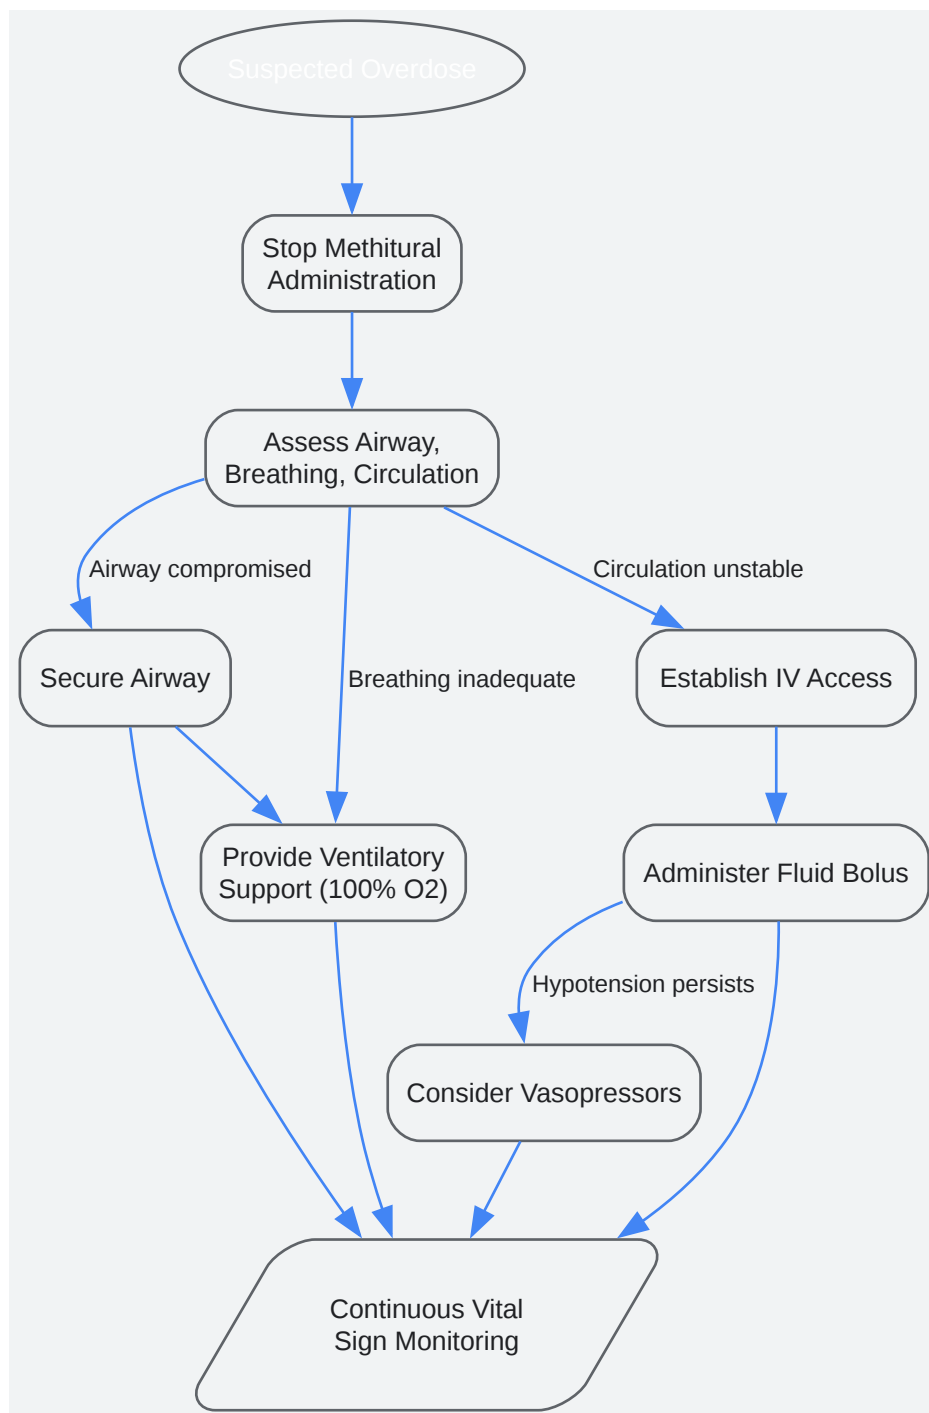 Suspected Overdose
Stop Methitural
Administration
Assess Airway,
Breathing, Circulation
Airway compromised
Circulation unstable
Secure Airway
Breathing inadequate
Establish IV Access
Provide Ventilatory
Support (100% O2)
Administer Fluid Bolus
Hypotension persists
Consider Vasopressors
Continuous Vital
Sign Monitoring